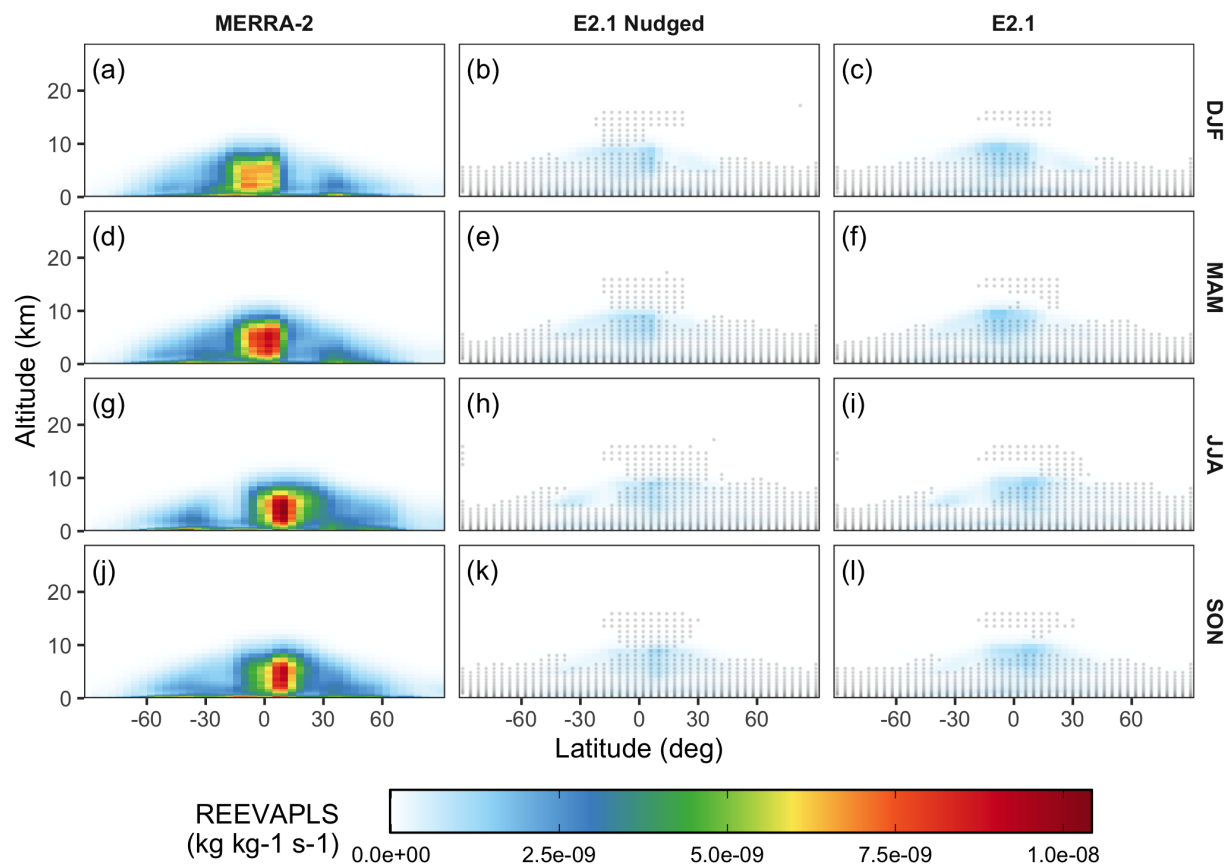 MERRA-2 E2.1 Nudged E2.1
(a) (b) (c) DJF
20
10
0
(d) (e) (f) MAM
20
10
0
(g) (h) (i) JJA
20
10
0
(j) (k) (l) SON
20
10
0
Altitude (km)
-60 -30 0 30 60 -60 -30 0 30 60 -60 -30 0 30 60
Latitude (deg)
REEVAPLS
(kg kg-1 s-1)
0.0e+00 2.5e-09 5.0e-09 7.5e-09 1.0e-08